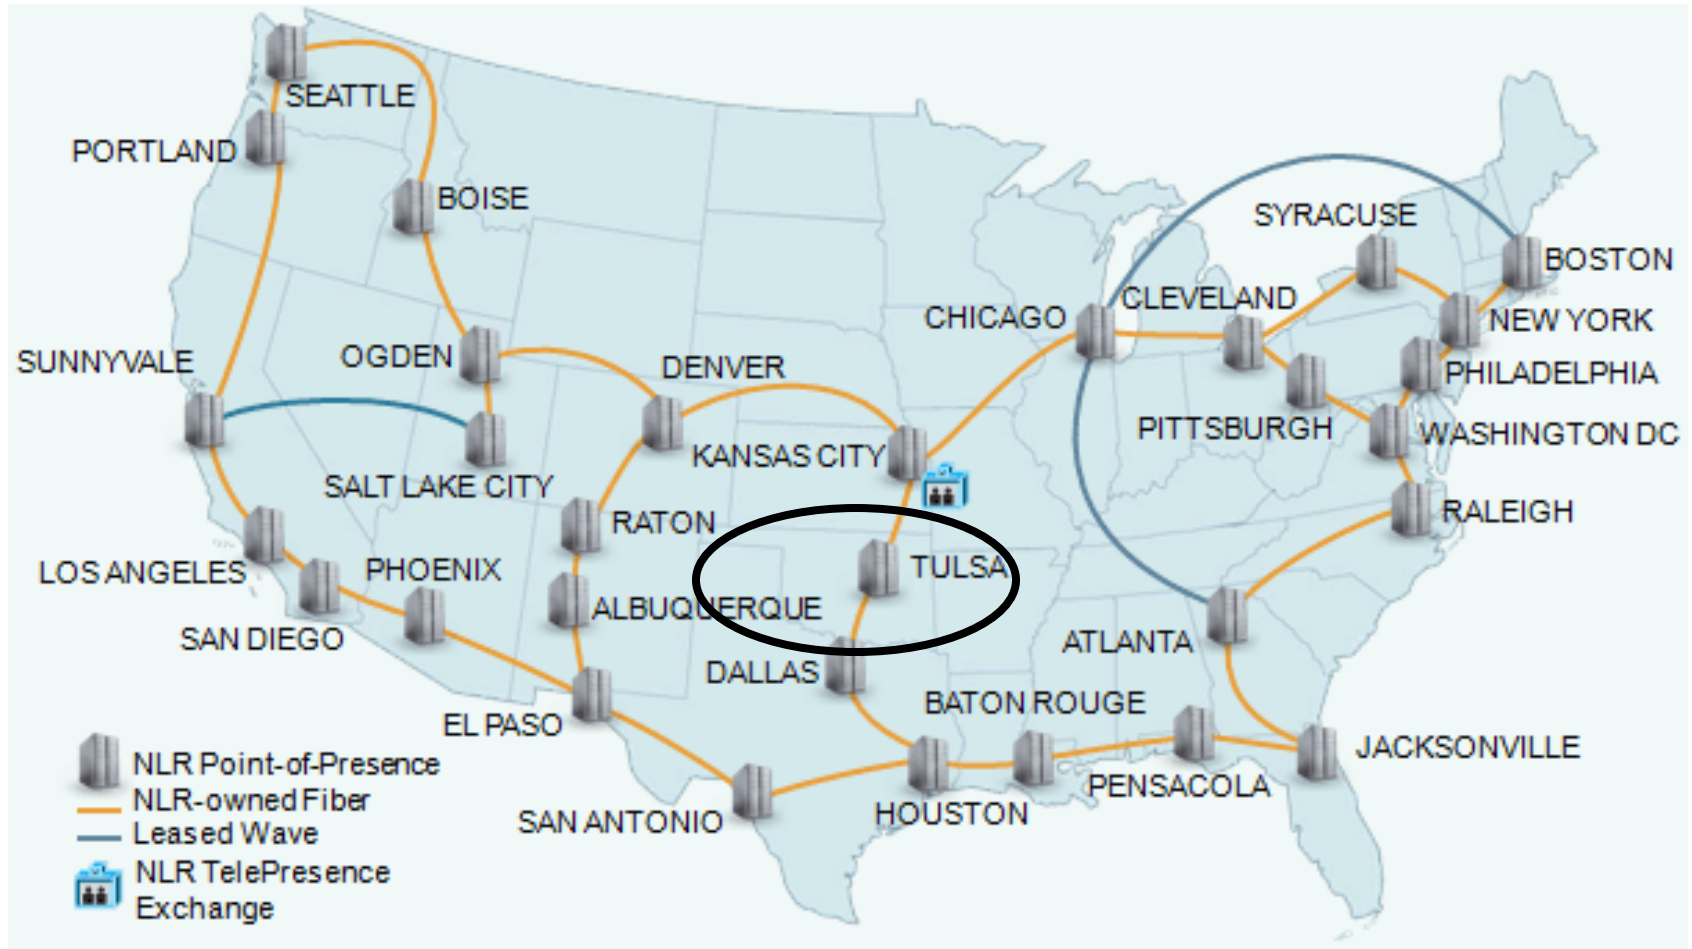 SEATTLE
PORTLAND
BOISE
SYRACUSE
BOSTON
CLEVELAND
CHICAGO
NEW YORK
OGDEN
SUNNYVALE
DENVER
PHILADELPHIA
PITTSBURGH
WASHINGTON DC
KANSAS CITY
SALT LAKE CITY
RATON
RALEIGH
LOS ANGELES
PHOENIX
TULSA
ALBUQUERQUE
SAN DIEGO
ATLANTA
DALLAS
BATON ROUGE
EL PASO
JACKSONVILLE
PENSACOLA
HOUSTON
SAN ANTONIO
NLR Point-of-Presence
NLR-owned Fiber
Leased Wave
NLR TelePresence
Exchange